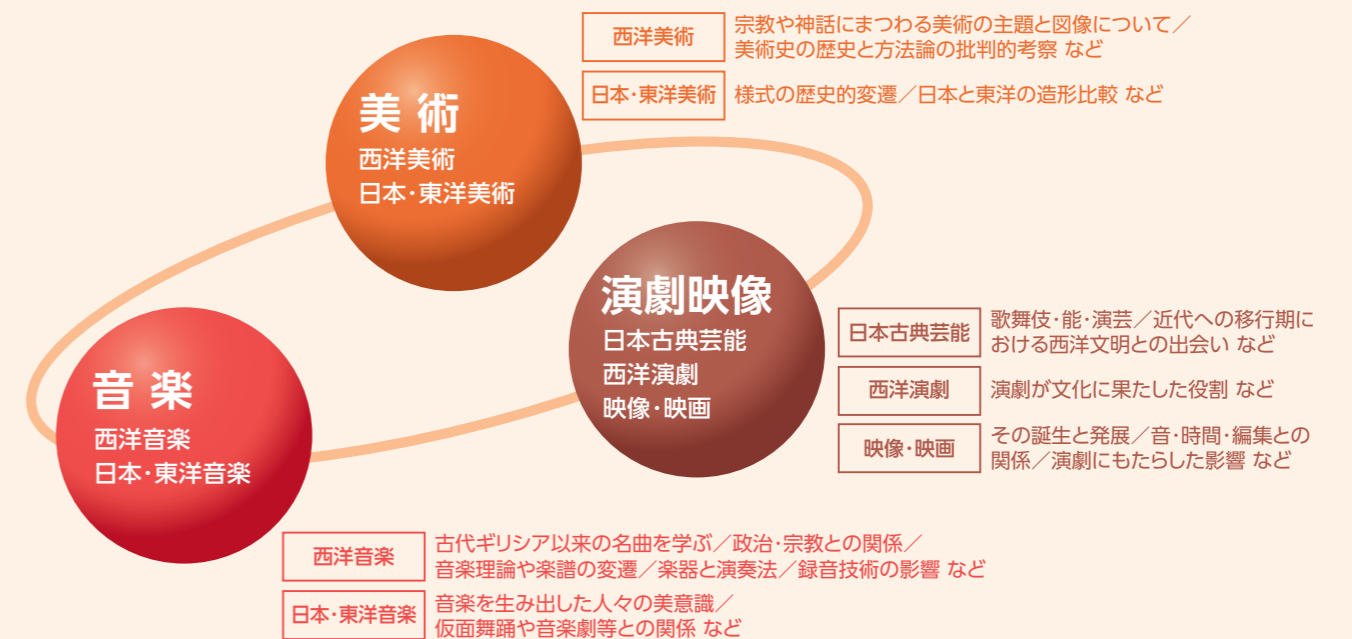 美 術
西洋美術
日本・東洋美術
西洋美術
宗教や神話にまつわる美術の主題と図像について／
美術史の歴史と方法論の批判的考察 など
日本・東洋美術
様式の歴史的変遷／日本と東洋の造形比較 など
演劇映像
日本古典芸能
西洋演劇
映像・映画
日本古典芸能
歌舞伎・能・演芸／近代への移行期に
おける西洋文明との出会い など
西洋演劇
演劇が文化に果たした役割 など
映像・映画
その誕生と発展／音・時間・編集との
関係／演劇にもたらした影響 など
音 楽
西洋音楽
日本・東洋音楽
西洋音楽
古代ギリシア以来の名曲を学ぶ／政治・宗教との関係／
音楽理論や楽譜の変遷／楽器と演奏法／録音技術の影響 など
日本・東洋音楽
音楽を生み出した人々の美意識／
仮面舞踊や音楽劇等との関係 など